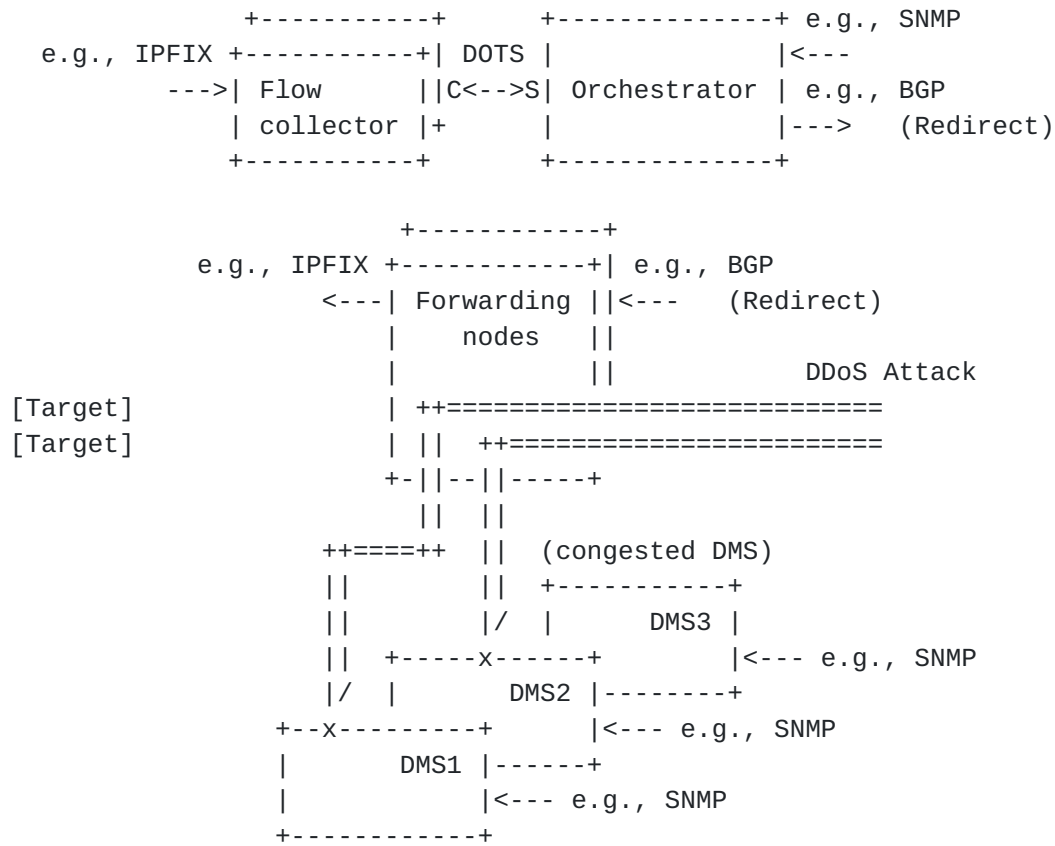 +-----------+      +--------------+ e.g., SNMP
 e.g., IPFIX +-----------+| DOTS |              |<---
         --->| Flow      ||C<-->S| Orchestrator | e.g., BGP
             | collector |+      |              |--->   (Redirect)
             +-----------+       +--------------+

                        +------------+
           e.g., IPFIX +------------+| e.g., BGP
                   <---| Forwarding ||<---   (Redirect)
                       |    nodes   ||
                       |            ||            DDoS Attack
[Target]               | ++============================
[Target]               | ||  ++========================
                       +-||--||-----+
                         ||  ||
                   ++====++  ||  (congested DMS)
                   ||        ||  +-----------+
                   ||        |/  |      DMS3 |
                   ||  +-----x------+        |<--- e.g., SNMP
                   |/  |       DMS2 |--------+
                +--x---------+      |<--- e.g., SNMP
                |       DMS1 |------+
                |            |<--- e.g., SNMP
                +------------+